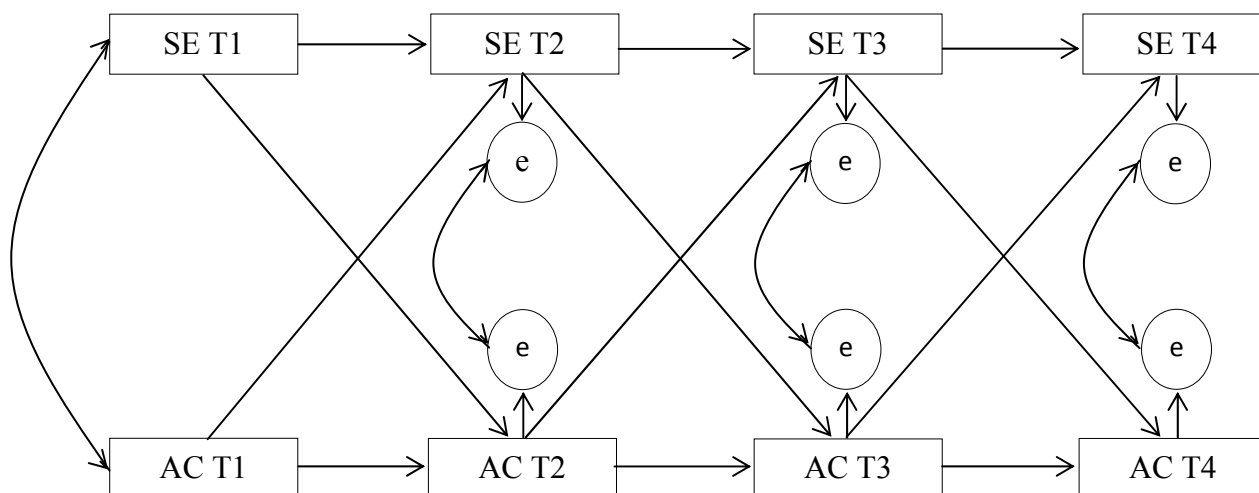 SE T1 SE T2 SE T3 SE T4
e e e
e e e
AC T1 AC T2 AC T3 AC T4